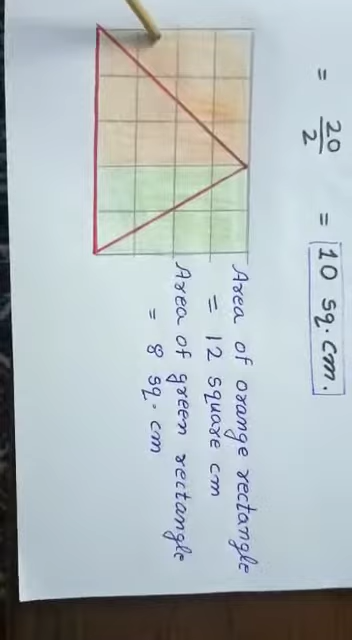 = 20/2 = 10 sq. cm.
Area of orange rectangle
= 12 square cm
Area of green rectangle
= 8 sq. cm